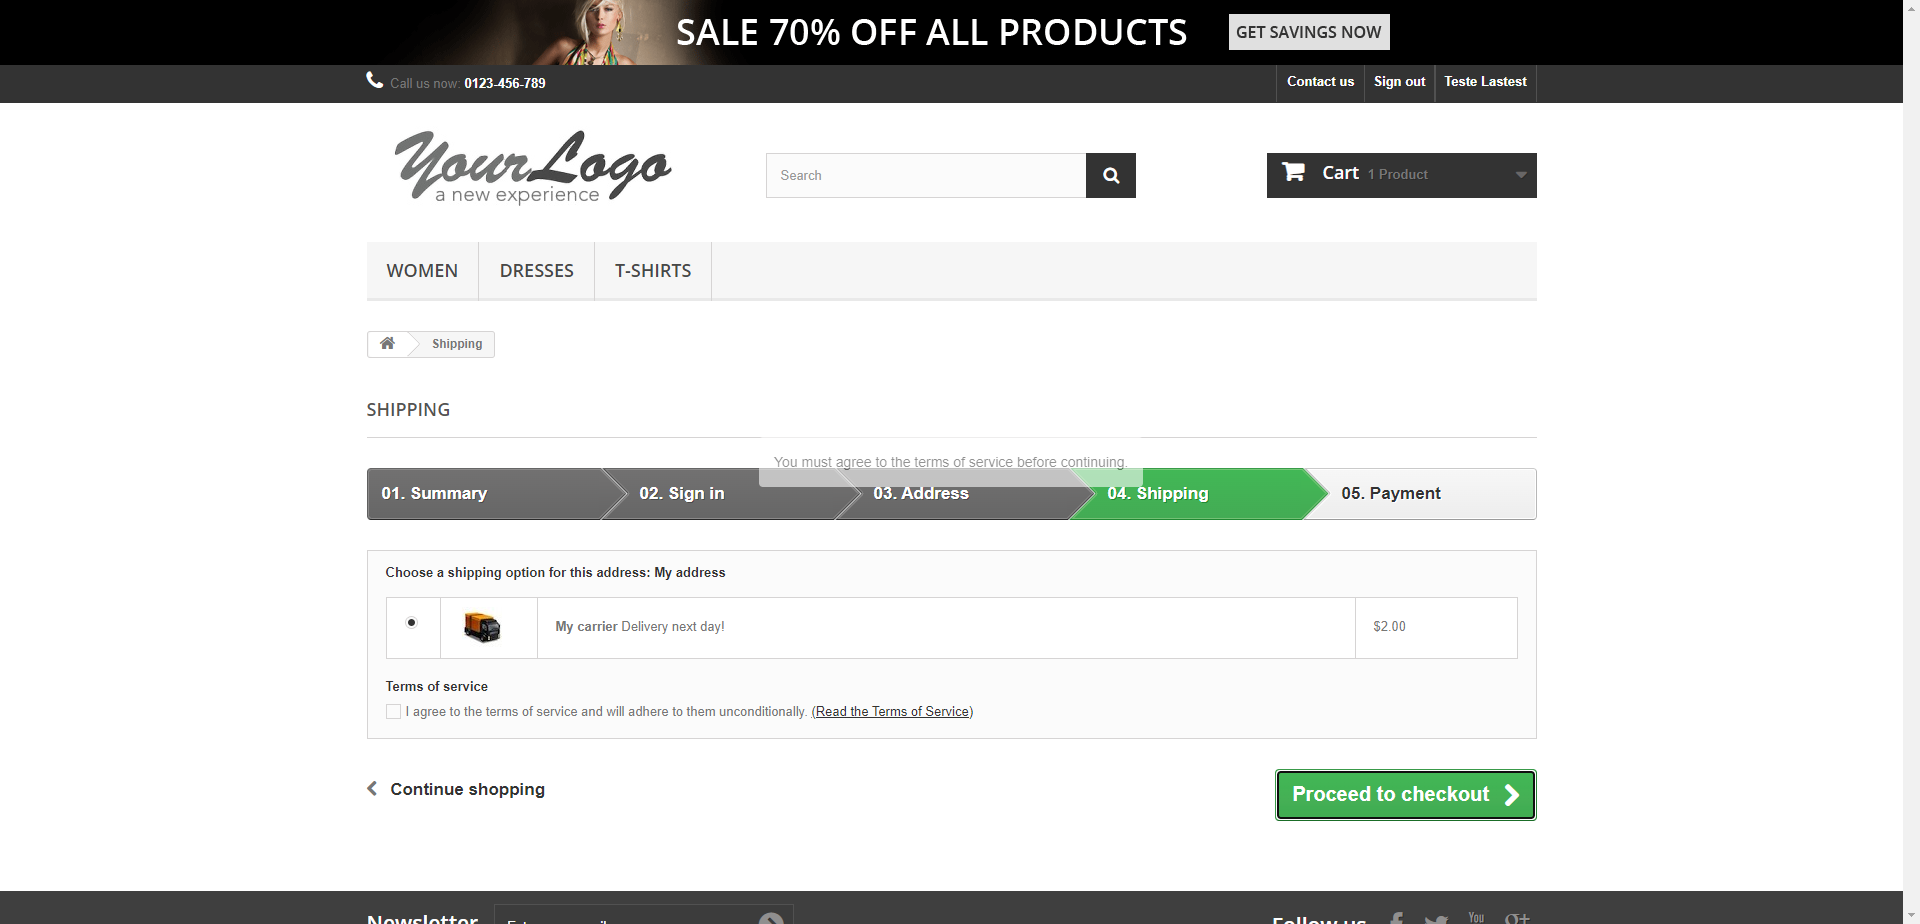 SALE 70% OFF ALL PRODUCTS
GET SAVINGS NOW
Call us now: 0123-456-789
Contact us
Sign out
Teste Lastest
YourLogo
a new experience
Search
Cart 1 Product
WOMEN
DRESSES
T-SHIRTS
Shipping
SHIPPING
You must agree to the terms of service before continuing.
01. Summary
02. Sign in
03. Address
04. Shipping
05. Payment
Choose a shipping option for this address: My address
My carrier Delivery next day!
$2.00
Terms of service
I agree to the terms of service and will adhere to them unconditionally. (Read the Terms of Service)
Continue shopping
Proceed to checkout
Newsletter
Follow us
You
g+